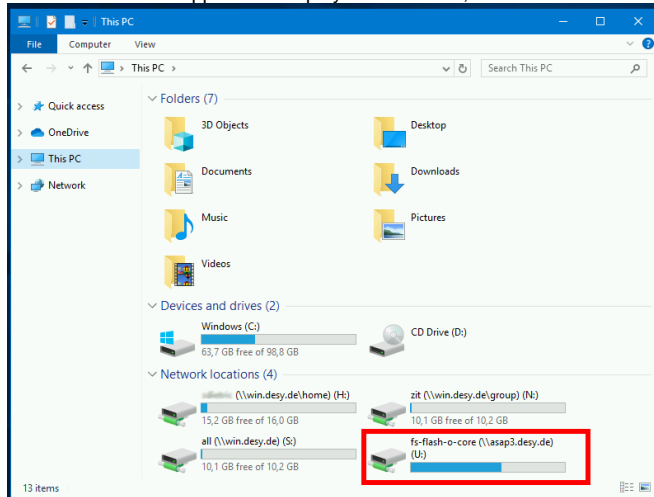 This PC
File Computer View
This PC
Search This PC
Quick access
OneDrive
This PC
Network
Folders (7)
3D Objects
Desktop
Documents
Downloads
Music
Pictures
Videos
Devices and drives (2)
Windows (C:)
63,7 GB free of 98,8 GB
CD Drive (D:)
Network locations (4)
(\\win.desy.de\home) (H:)
15,2 GB free of 16,0 GB
zit (\\win.desy.de\group) (N:)
10,1 GB free of 10,2 GB
all (\\win.desy.de) (S:)
10,1 GB free of 10,2 GB
fs-flash-o-core (\\asap3.desy.de)
(U:)
13 items